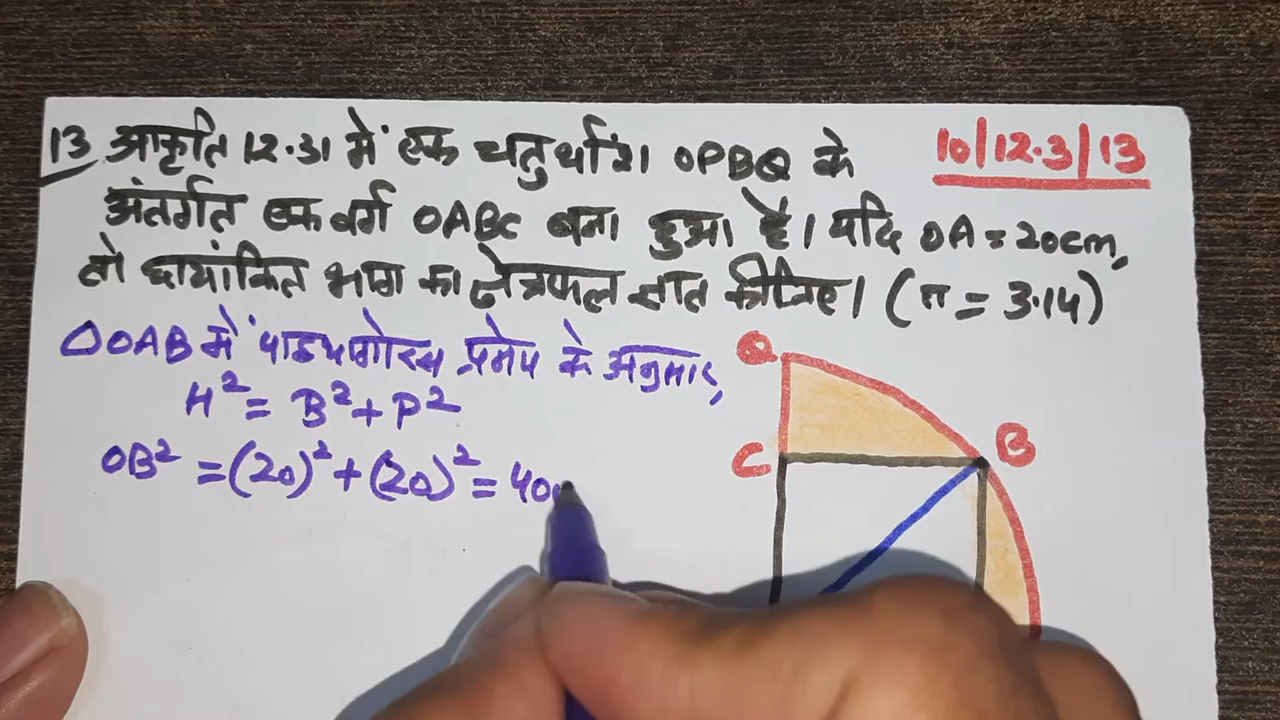 13 आकृति 12.31 में एक चतुर्थांश OPBQ के
10/12.3/13
अंतर्गत एक वर्ग OABC बना हुआ है। यदि OA = 20cm,
तो छायांकित भाग का क्षेत्रफल ज्ञात कीजिए। (π = 3.14)
△OAB में पाइथागोरस प्रमेय के अनुसार,
H² = B² + P²
OB² = (20)² + (20)² = 400
Q
C
B